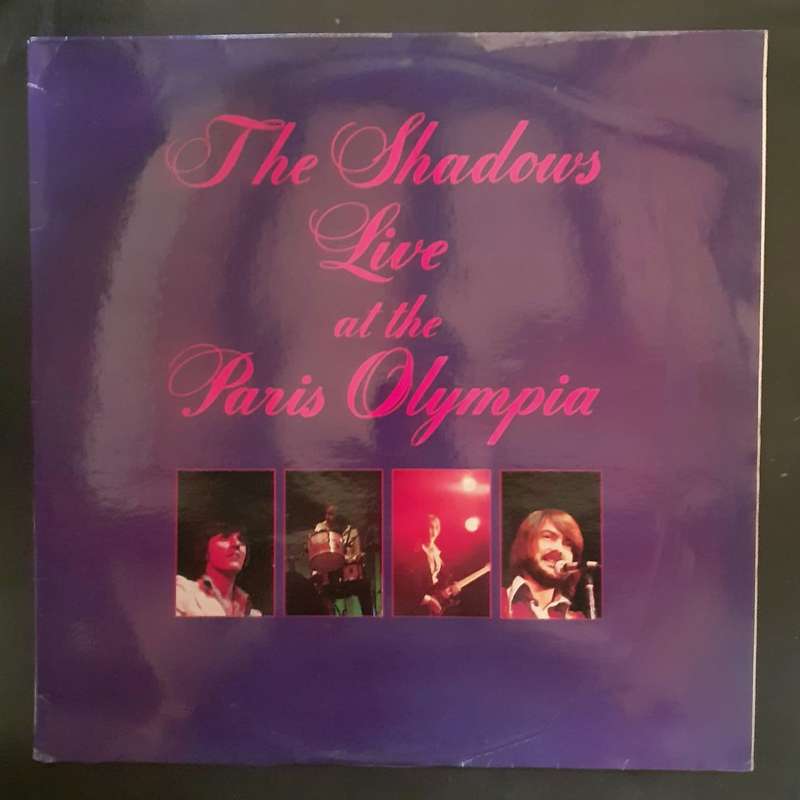 The Shadows
Live
at the
Paris Olympia